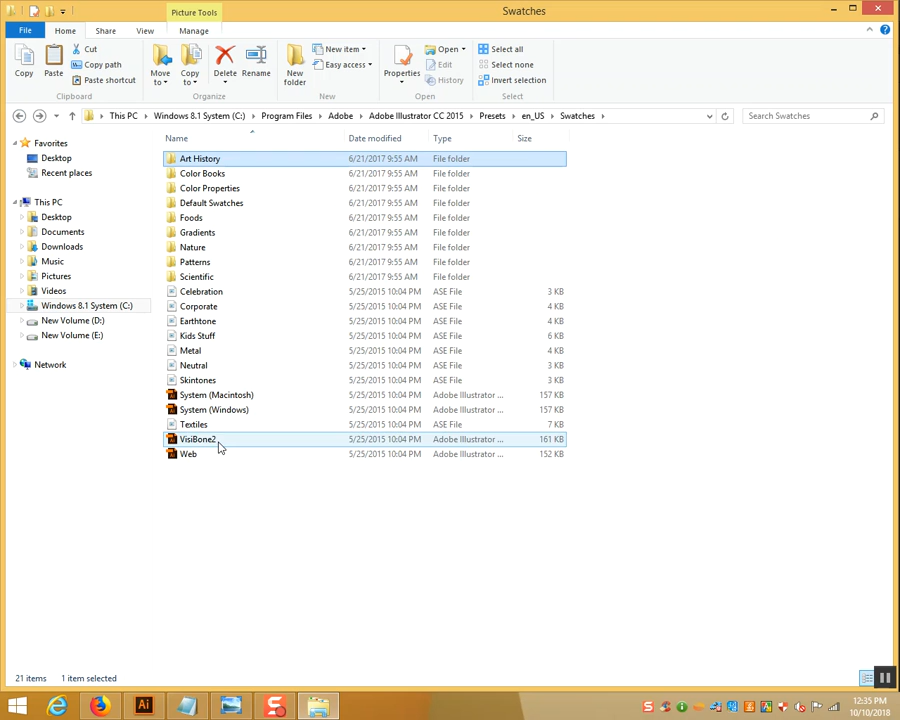 Picture Tools
Swatches
File Home Share View Manage
Copy
Paste
Cut
Copy path
Paste shortcut
Clipboard
Move to
Copy to
Delete
Rename
Organize
New folder
New item
Easy access
New
Properties
Open
Edit
History
Open
Select all
Select none
Invert selection
Select
This PC Windows 8.1 System (C:) Program Files Adobe Adobe Illustrator CC 2015 Presets en_US Swatches
Search Swatches
Favorites
Desktop
Recent places
This PC
Desktop
Documents
Downloads
Music
Pictures
Videos
Windows 8.1 System (C:)
New Volume (D:)
New Volume (E:)
Network
Name Date modified Type Size
Art History 6/21/2017 9:55 AM File folder
Color Books 6/21/2017 9:55 AM File folder
Color Properties 6/21/2017 9:55 AM File folder
Default Swatches 6/21/2017 9:55 AM File folder
Foods 6/21/2017 9:55 AM File folder
Gradients 6/21/2017 9:55 AM File folder
Nature 6/21/2017 9:55 AM File folder
Patterns 6/21/2017 9:55 AM File folder
Scientific 6/21/2017 9:55 AM File folder
Celebration 5/25/2015 10:04 PM ASE File 3 KB
Corporate 5/25/2015 10:04 PM ASE File 4 KB
Earthtone 5/25/2015 10:04 PM ASE File 4 KB
Kids Stuff 5/25/2015 10:04 PM ASE File 6 KB
Metal 5/25/2015 10:04 PM ASE File 4 KB
Neutral 5/25/2015 10:04 PM ASE File 3 KB
Skintones 5/25/2015 10:04 PM ASE File 3 KB
System (Macintosh) 5/25/2015 10:04 PM Adobe Illustrator ... 157 KB
System (Windows) 5/25/2015 10:04 PM Adobe Illustrator ... 157 KB
Textiles 5/25/2015 10:04 PM ASE File 7 KB
VisiBone2 5/25/2015 10:04 PM Adobe Illustrator ... 161 KB
Web 5/25/2015 10:04 PM Adobe Illustrator ... 152 KB
21 items 1 item selected
Ai
12:35 PM
10/10/2018